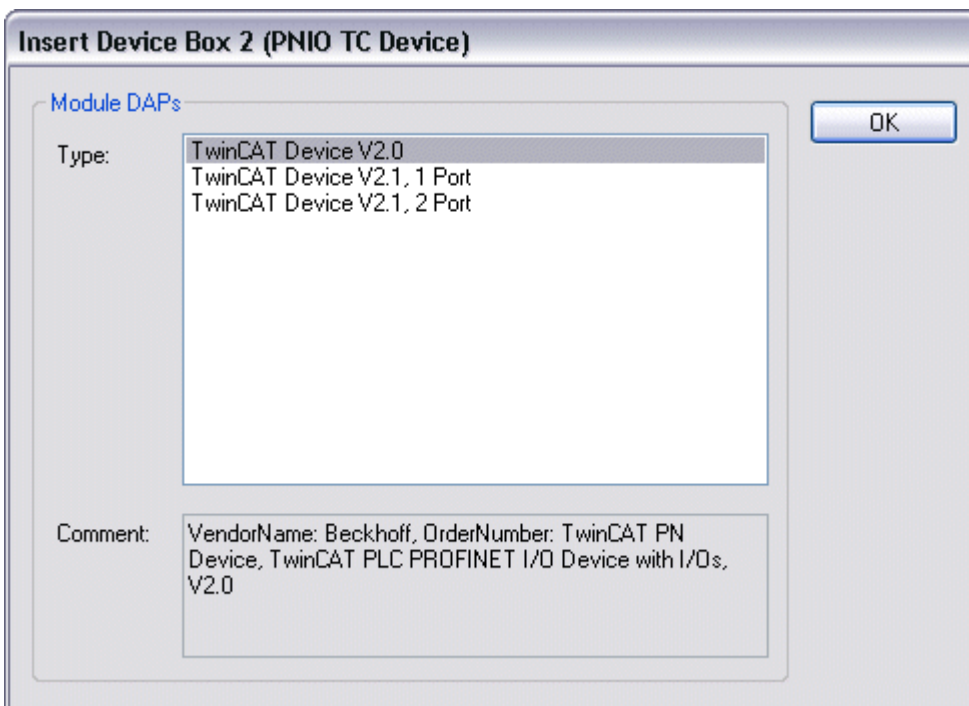 Insert Device Box 2 (PNIO TC Device)
Module DAPs
OK
Type:
TwinCAT Device V2.0
TwinCAT Device V2.1, 1 Port
TwinCAT Device V2.1, 2 Port
Comment:
VendorName: Beckhoff, OrderNumber: TwinCAT PN
Device, TwinCAT PLC PROFINET I/O Device with I/Os,
V2.0